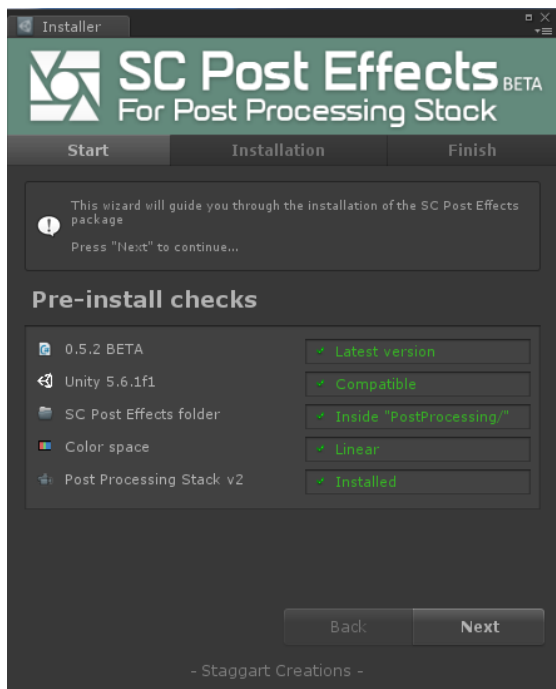 Installer
SC Post Effects BETA
For Post Processing Stack
Start Installation Finish
This wizard will guide you through the installation of the SC Post Effects
package
Press "Next" to continue...
Pre-install checks
0.5.2 BETA Latest version
Unity 5.6.1f1 Compatible
SC Post Effects folder Inside "PostProcessing/"
Color space Linear
Post Processing Stack v2 Installed
Back Next
- Staggart Creations -